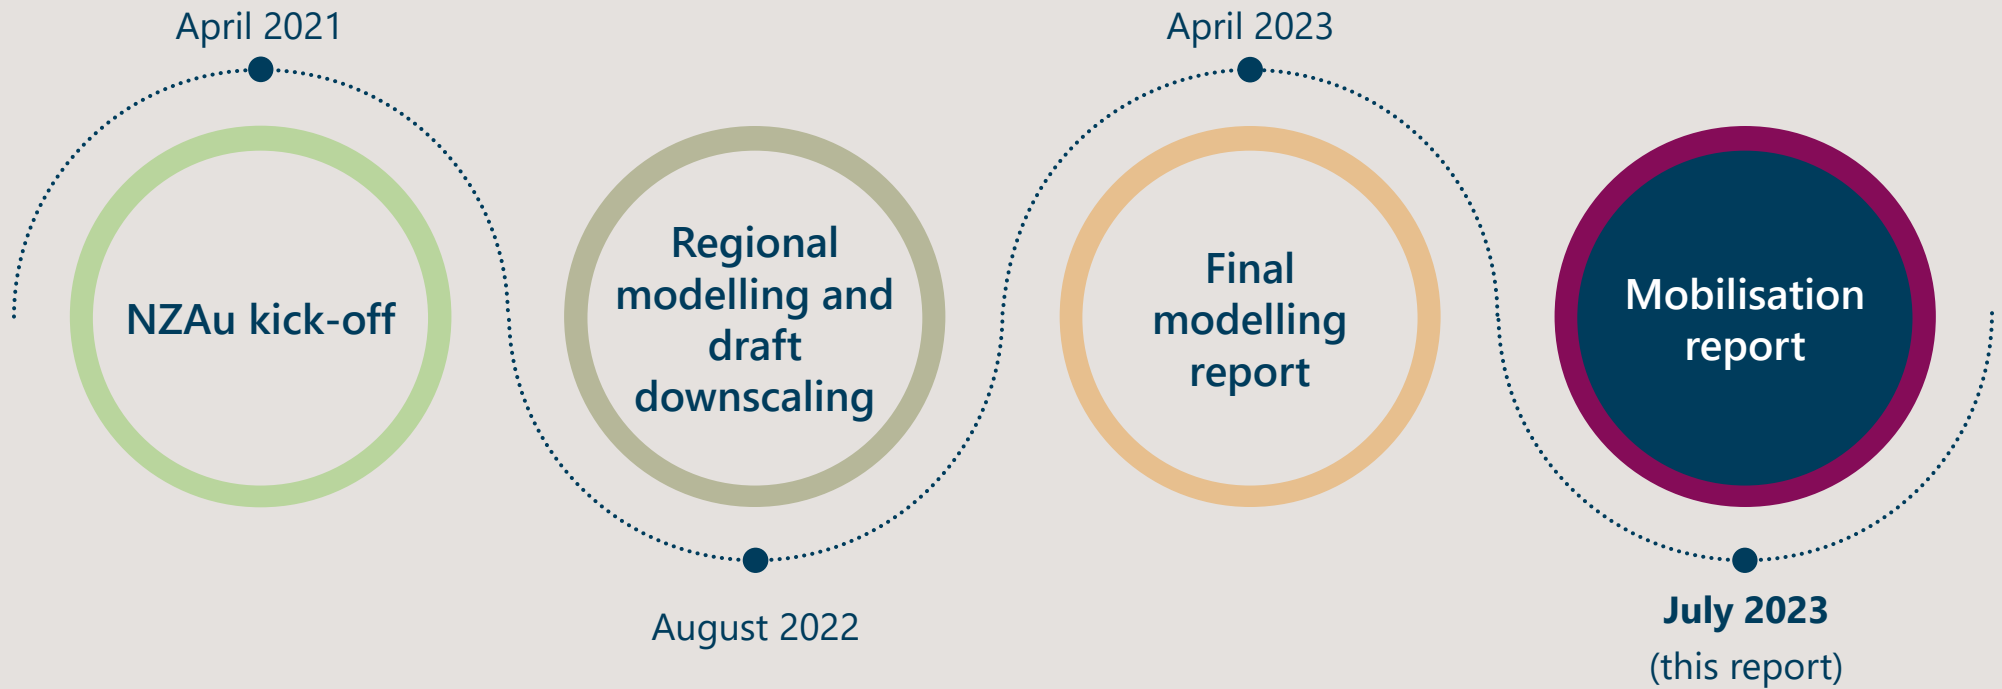 April 2021
NZAu kick-off
Regional
modelling and
draft
downscaling
August 2022
April 2023
Final
modelling
report
Mobilisation
report
July 2023
(this report)